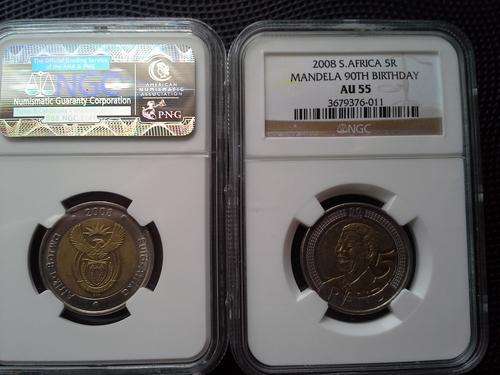 The Official Grading Service
of the ANA & PNG
NGC
Numismatic Guaranty Corporation
AMERICAN
NUMISMATIC
ASSOCIATION
PNG
2008
2008 S.AFRICA 5R
MANDELA 90TH BIRTHDAY
AU 55
3679376-011
NGC